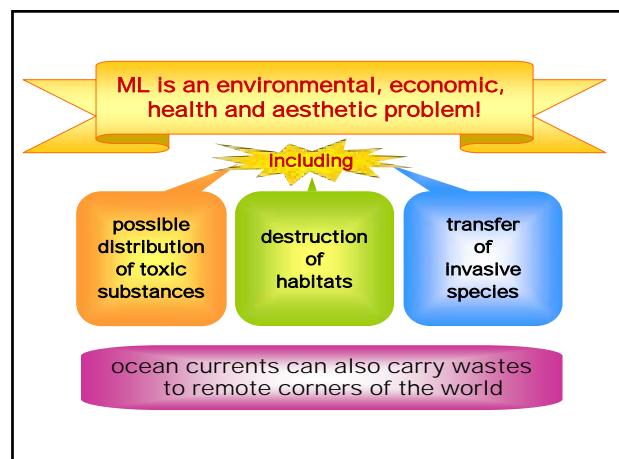 ML is an environmental, economic,
health and aesthetic problem!
including
possible
distribution
of toxic
substances
destruction
of
habitats
transfer
of
invasive
species
ocean currents can also carry wastes
to remote corners of the world